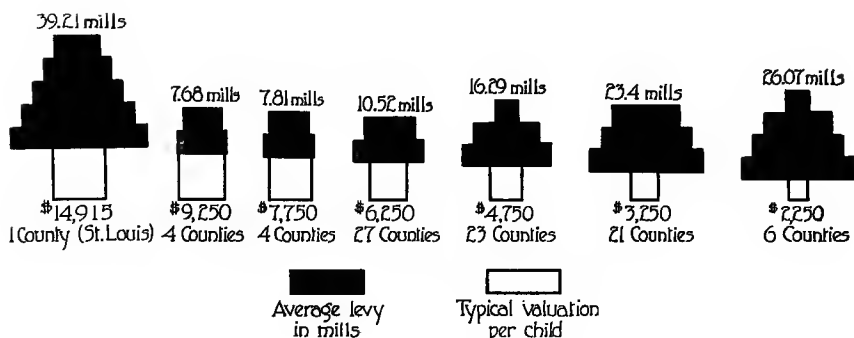 39.21 mills
7.68 mills
7.81 mills
10.52 mills
16.29 mills
23.4 mills
26.07 mills
$14,915
1 County (St. Louis)
$9,250
4 Counties
$7,750
4 Counties
$6,250
27 Counties
$4,750
23 Counties
$3,250
21 Counties
$2,250
6 Counties
Average levy
in mills
Typical valuation
per child